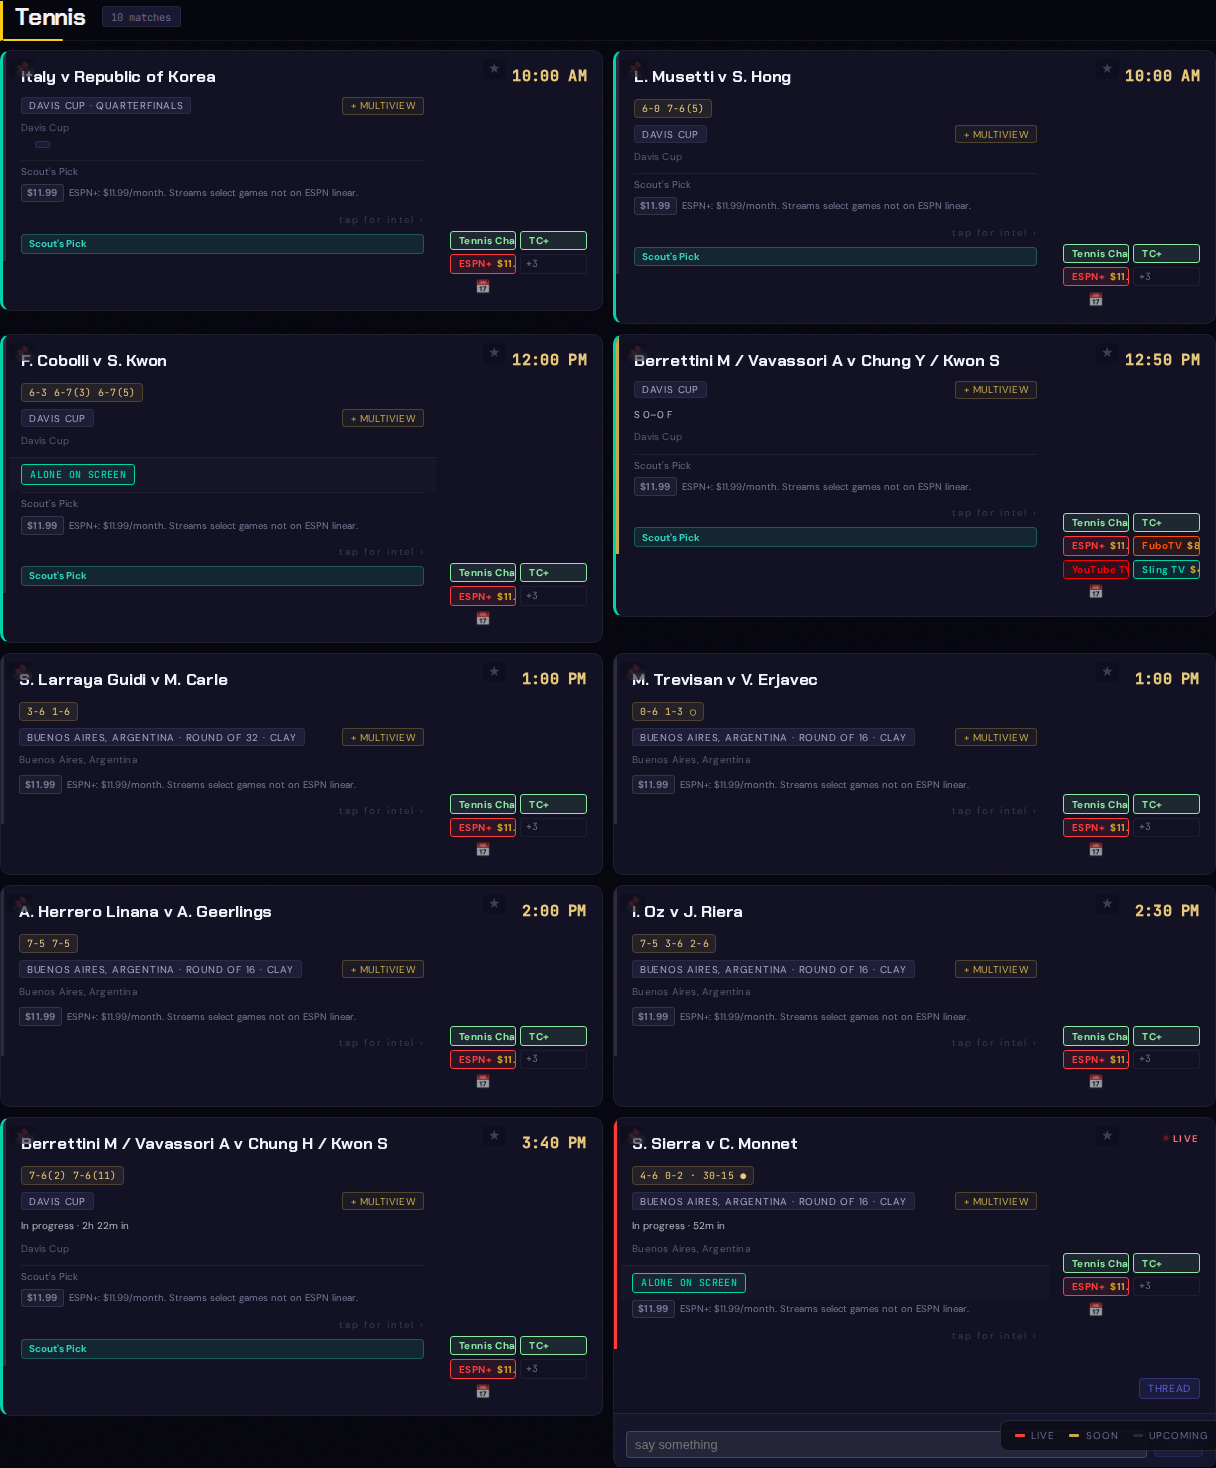 Tennis
10 matches
Italy v Republic of Korea
★
10:00 AM
DAVIS CUP · QUARTERFINALS
+ MULTIVIEW
Davis Cup
Scout's Pick
$11.99 ESPN+: $11.99/month. Streams select games not on ESPN linear.
tap for intel ›
Scout's Pick
Tennis Cha
TC+
ESPN+ $11.
+3
17
L. Musetti v S. Hong
★
10:00 AM
6-0 7-6(5)
DAVIS CUP
+ MULTIVIEW
Davis Cup
Scout's Pick
$11.99 ESPN+: $11.99/month. Streams select games not on ESPN linear.
tap for intel ›
Scout's Pick
Tennis Cha
TC+
ESPN+ $11.
+3
17
F. Cobolli v S. Kwon
★
12:00 PM
6-3 6-7(3) 6-7(5)
DAVIS CUP
+ MULTIVIEW
Davis Cup
ALONE ON SCREEN
Scout's Pick
$11.99 ESPN+: $11.99/month. Streams select games not on ESPN linear.
tap for intel ›
Scout's Pick
Tennis Cha
TC+
ESPN+ $11.
+3
17
Berrettini M / Vavassori A v Chung Y / Kwon S
★
12:50 PM
DAVIS CUP
+ MULTIVIEW
S 0–0 F
Davis Cup
Scout's Pick
$11.99 ESPN+: $11.99/month. Streams select games not on ESPN linear.
tap for intel ›
Scout's Pick
Tennis Cha
TC+
ESPN+ $11.
FuboTV $8
YouTube TV
Sling TV $4
17
S. Larraya Guidi v M. Carle
★
1:00 PM
3-6 1-6
BUENOS AIRES, ARGENTINA · ROUND OF 32 · CLAY
+ MULTIVIEW
Buenos Aires, Argentina
$11.99 ESPN+: $11.99/month. Streams select games not on ESPN linear.
tap for intel ›
Tennis Cha
TC+
ESPN+ $11.
+3
17
M. Trevisan v V. Erjavec
★
1:00 PM
0-6 1-3 ○
BUENOS AIRES, ARGENTINA · ROUND OF 16 · CLAY
+ MULTIVIEW
Buenos Aires, Argentina
$11.99 ESPN+: $11.99/month. Streams select games not on ESPN linear.
tap for intel ›
Tennis Cha
TC+
ESPN+ $11.
+3
17
A. Herrero Linana v A. Geerlings
★
2:00 PM
7-5 7-5
BUENOS AIRES, ARGENTINA · ROUND OF 16 · CLAY
+ MULTIVIEW
Buenos Aires, Argentina
$11.99 ESPN+: $11.99/month. Streams select games not on ESPN linear.
tap for intel ›
Tennis Cha
TC+
ESPN+ $11.
+3
17
I. Oz v J. Riera
★
2:30 PM
7-5 3-6 2-6
BUENOS AIRES, ARGENTINA · ROUND OF 16 · CLAY
+ MULTIVIEW
Buenos Aires, Argentina
$11.99 ESPN+: $11.99/month. Streams select games not on ESPN linear.
tap for intel ›
Tennis Cha
TC+
ESPN+ $11.
+3
17
Berrettini M / Vavassori A v Chung H / Kwon S
★
3:40 PM
7-6(2) 7-6(11)
DAVIS CUP
+ MULTIVIEW
In progress · 2h 22m in
Davis Cup
Scout's Pick
$11.99 ESPN+: $11.99/month. Streams select games not on ESPN linear.
tap for intel ›
Scout's Pick
Tennis Cha
TC+
ESPN+ $11.
+3
17
S. Sierra v C. Monnet
★
LIVE
4-6 0-2 · 30-15 ●
BUENOS AIRES, ARGENTINA · ROUND OF 16 · CLAY
+ MULTIVIEW
In progress · 52m in
Buenos Aires, Argentina
ALONE ON SCREEN
$11.99 ESPN+: $11.99/month. Streams select games not on ESPN linear.
tap for intel ›
Tennis Cha
TC+
ESPN+ $11.
+3
17
THREAD
say something
LIVE SOON UPCOMING